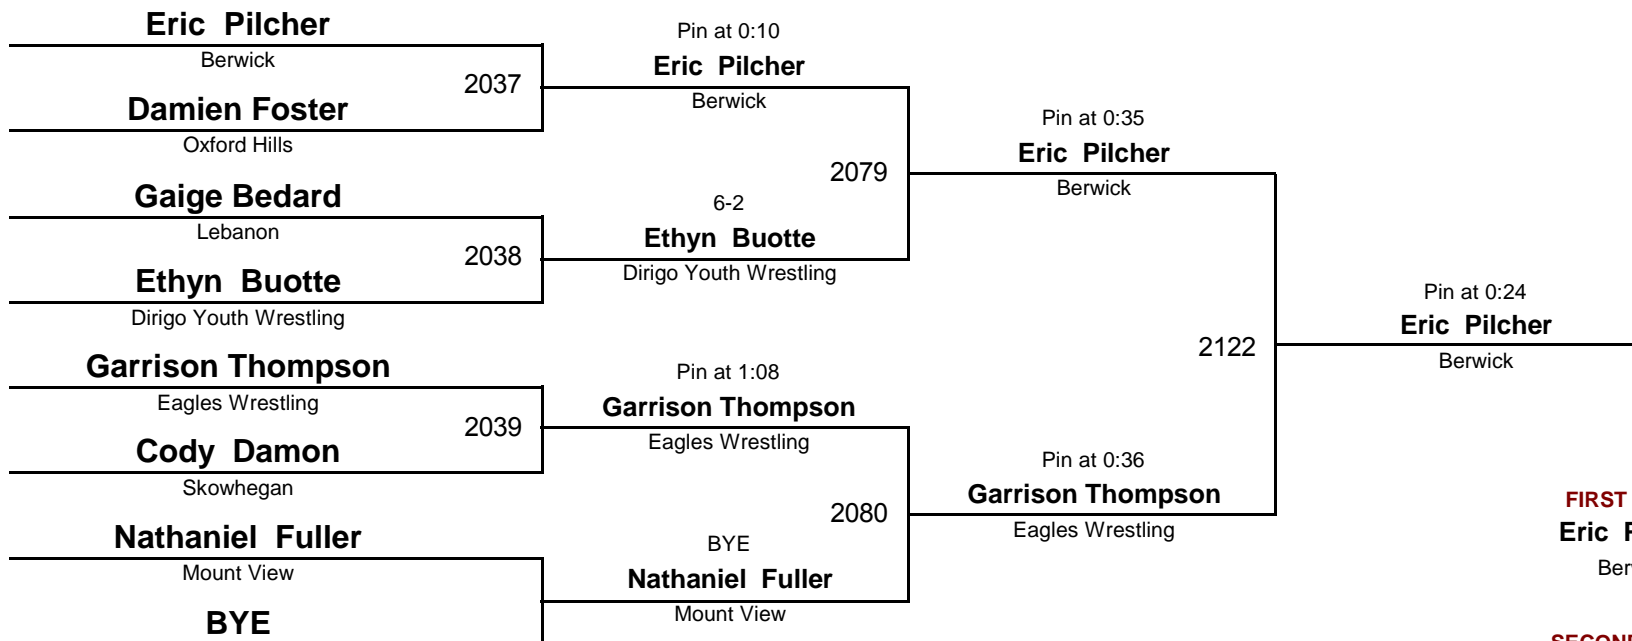 Eric Pilcher
Berwick
2037
Damien Foster
Oxford Hills
Gaige Bedard
Lebanon
2038
Ethyn Buotte
Dirigo Youth Wrestling
Garrison Thompson
Eagles Wrestling
2039
Cody Damon
Skowhegan
Nathaniel Fuller
Mount View
BYE
Pin at 0:10
Eric Pilcher
Berwick
2079
6-2
Ethyn Buotte
Dirigo Youth Wrestling
Pin at 1:08
Garrison Thompson
Eagles Wrestling
2080
BYE
Nathaniel Fuller
Mount View
Pin at 0:35
Eric Pilcher
Berwick
2122
Pin at 0:36
Garrison Thompson
Eagles Wrestling
Pin at 0:24
Eric Pilcher
Berwick
FIRST
Eric